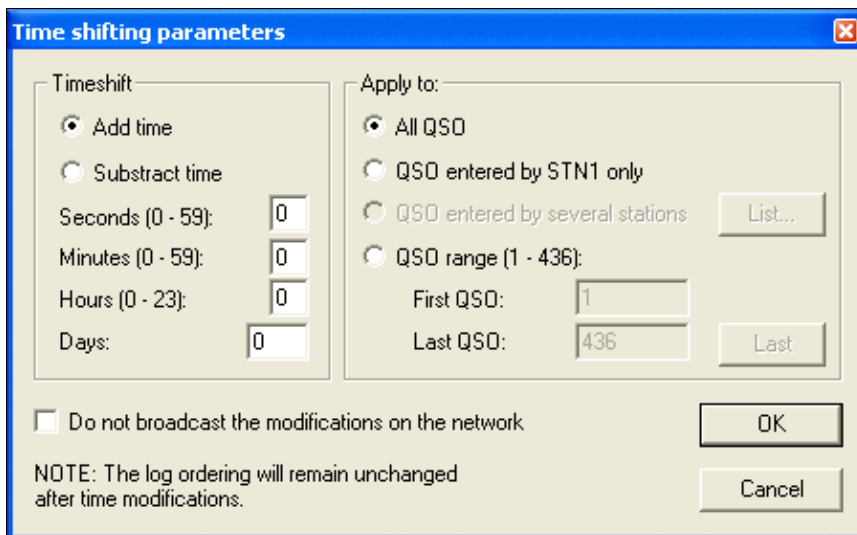 Time shifting parameters
Timeshift
Add time
Substract time
Seconds (0 - 59): 0
Minutes (0 - 59): 0
Hours (0 - 23): 0
Days: 0
Apply to:
All QSO
QSO entered by STN1 only
QSO entered by several stations List...
QSO range (1 - 436):
First QSO: 1
Last QSO: 436 Last
Do not broadcast the modifications on the network
OK
NOTE: The log ordering will remain unchanged
after time modifications.
Cancel